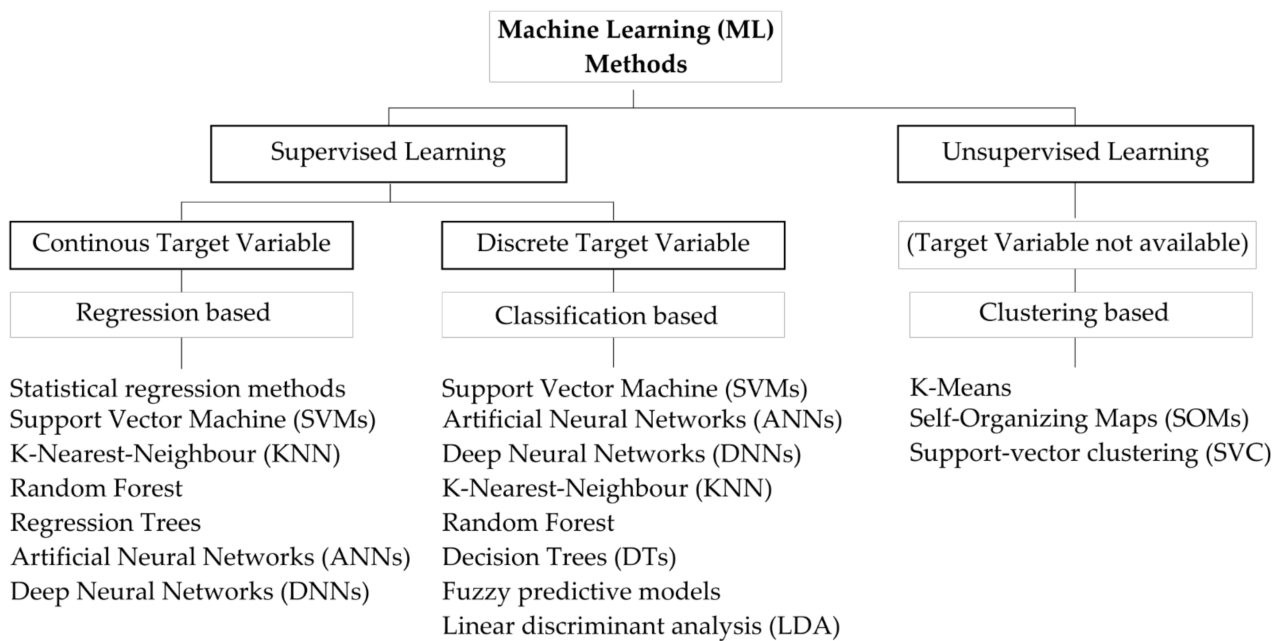 Machine Learning (ML)
Methods
Supervised Learning
Unsupervised Learning
Continous Target Variable
Discrete Target Variable
(Target Variable not available)
Regression based
Classification based
Clustering based
Statistical regression methods
Support Vector Machine (SVMs)
K-Nearest-Neighbour (KNN)
Random Forest
Regression Trees
Artificial Neural Networks (ANNs)
Deep Neural Networks (DNNs)
Support Vector Machine (SVMs)
Artificial Neural Networks (ANNs)
Deep Neural Networks (DNNs)
K-Nearest-Neighbour (KNN)
Random Forest
Decision Trees (DTs)
Fuzzy predictive models
Linear discriminant analysis (LDA)
K-Means
Self-Organizing Maps (SOMs)
Support-vector clustering (SVC)